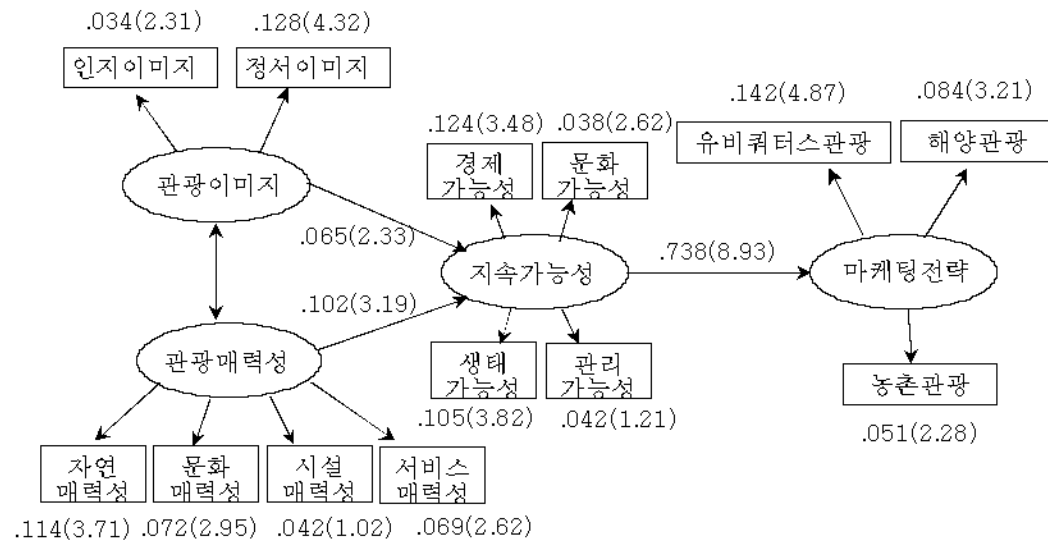 .034(2.31) .128(4.32)
인지이미지 정서이미지
.142(4.87) .084(3.21)
.124(3.48) .038(2.62)
유비쿼터스관광 해양관광
경제 문화
가능성 가능성
관광이미지
.065(2.33)
지속가능성 .738(8.93) 마케팅전략
.102(3.19)
관광매력성
생태 관리
가능성 가능성
농촌관광
.105(3.82) .042(1.21)
.051(2.28)
자연 문화 시설 서비스
매력성 매력성 매력성 매력성
.114(3.71) .072(2.95) .042(1.02) .069(2.62)